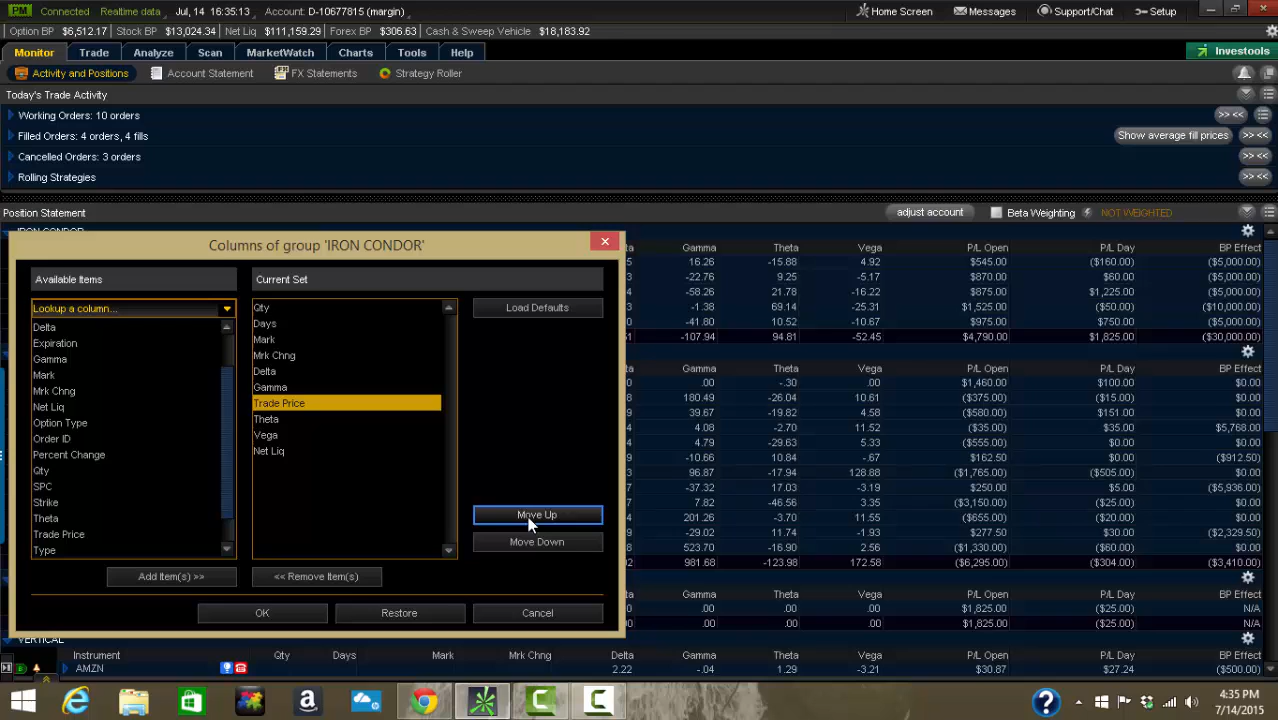 PM Connected Realtime data Jul, 14 16:35:13 Account: D-10677815 (margin) Home Screen Messages Support/Chat Setup
Option BP $6,512.17 Stock BP $13,024.34 Net Liq $111,159.29 Forex BP $306.63 Cash & Sweep Vehicle $18,183.92
Monitor Trade Analyze Scan MarketWatch Charts Tools Help Investools
Activity and Positions Account Statement FX Statements Strategy Roller
Today's Trade Activity
Working Orders: 10 orders >> <<
Filled Orders: 4 orders, 4 fills Show average fill prices >> <<
Cancelled Orders: 3 orders >> <<
Rolling Strategies >> <<
Position Statement adjust account Beta Weighting NOT WEIGHTED
Columns of group 'IRON CONDOR'
Available Items
Lookup a column...
Delta
Expiration
Gamma
Mark
Mrk Chng
Net Liq
Option Type
Order ID
Percent Change
Qty
SPC
Strike
Theta
Trade Price
Type
Add Item(s) >>
Current Set
Qty
Days
Mark
Mrk Chng
Delta
Gamma
Trade Price
Theta
Vega
Net Liq
<< Remove Item(s)
Load Defaults
Move Up
Move Down
OK Restore Cancel
Gamma Theta Vega P/L Open P/L Day BP Effect
16.26 -15.88 4.92 $545.00 ($160.00) ($5,000.00)
-22.76 9.25 -5.17 $870.00 $60.00 ($5,000.00)
-58.26 21.78 -16.22 $875.00 $1,225.00 ($5,000.00)
-1.38 69.14 -25.31 $1,525.00 ($50.00) ($10,000.00)
-41.80 10.52 -10.67 $975.00 $750.00 ($5,000.00)
-107.94 94.81 -52.45 $4,790.00 $1,825.00 ($30,000.00)
Gamma Theta Vega P/L Open P/L Day BP Effect
.00 -.30 .00 $1,460.00 $100.00 $0.00
180.49 -26.04 10.61 ($375.00) ($15.00) $0.00
39.67 -19.82 4.58 ($580.00) $151.00 $0.00
4.08 -2.70 11.52 ($35.00) $35.00 $5,768.00
4.79 -29.63 5.33 ($555.00) $0.00 $0.00
-10.66 10.84 -.67 $162.50 $0.00 ($912.50)
96.87 -17.94 128.88 ($1,765.00) ($505.00) $0.00
-37.32 17.03 -3.19 $250.00 $5.00 ($5,936.00)
7.82 -46.56 3.35 ($3,150.00) ($25.00) $0.00
201.26 -3.70 11.55 ($655.00) ($20.00) $0.00
-29.02 11.74 -1.93 $277.50 $30.00 ($2,329.50)
523.70 -16.90 2.56 ($1,330.00) ($60.00) $0.00
981.68 -123.98 172.58 ($6,295.00) ($304.00) ($3,410.00)
Gamma Theta Vega P/L Open P/L Day BP Effect
.00 .00 .00 $1,825.00 ($25.00) N/A
.00 .00 .00 $1,825.00 ($25.00) N/A
VERTICAL
Instrument Qty Days Mark Mrk Chng Delta Gamma Theta Vega P/L Open P/L Day BP Effect
AMZN 2.22 -.04 1.29 -3.21 $30.87 $27.24 ($500.00)
4:35 PM
7/14/2015